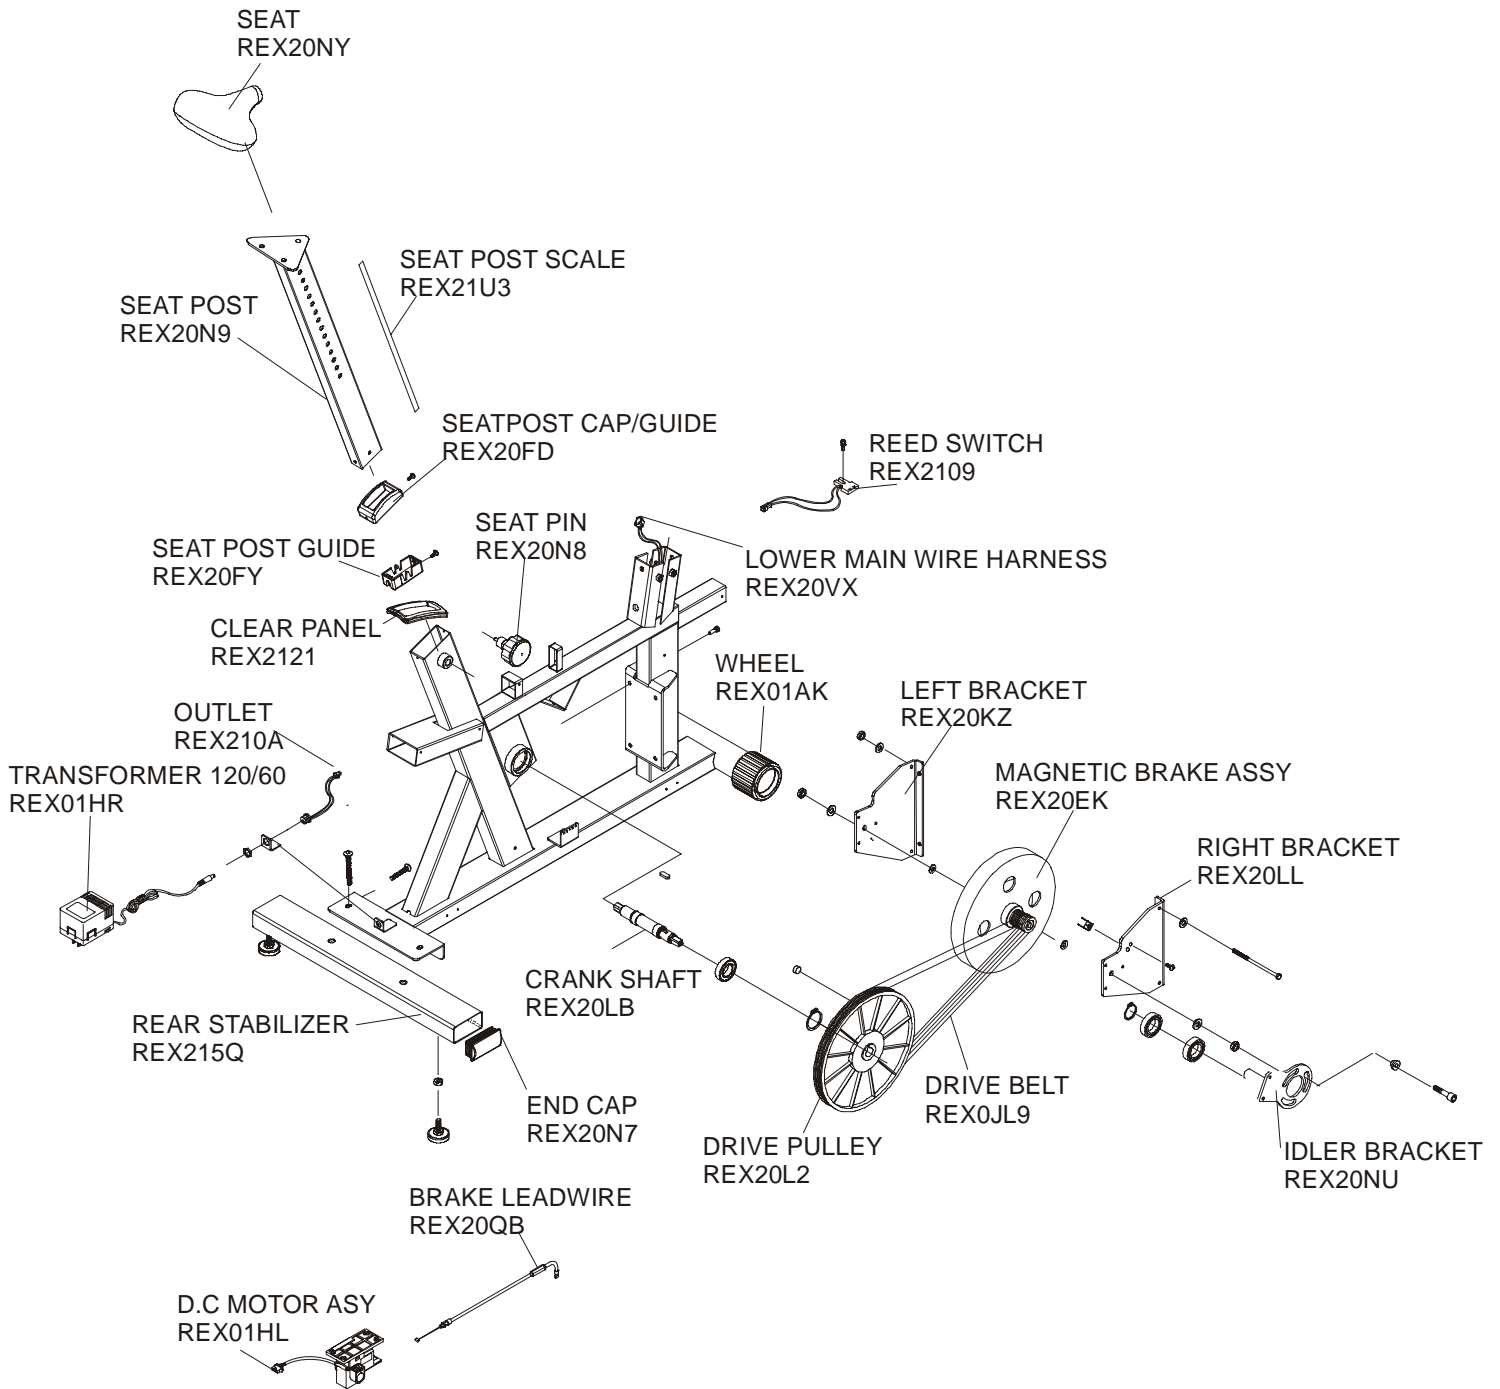 SEAT
REX20NY
SEAT POST SCALE
REX21U3
SEAT POST
REX20N9
SEATPOST CAP/GUIDE
REX20FD
REED SWITCH
REX2109
SEAT PIN
REX20N8
SEAT POST GUIDE
REX20FY
LOWER MAIN WIRE HARNESS
REX20VX
CLEAR PANEL
REX2121
WHEEL
REX01AK
LEFT BRACKET
REX20KZ
OUTLET
REX210A
TRANSFORMER 120/60
REX01HR
MAGNETIC BRAKE ASSY
REX20EK
RIGHT BRACKET
REX20LL
CRANK SHAFT
REX20LB
REAR STABILIZER
REX215Q
DRIVE BELT
REX0JL9
END CAP
REX20N7
DRIVE PULLEY
REX20L2
IDLER BRACKET
REX20NU
BRAKE LEADWIRE
REX20QB
D.C MOTOR ASY
REX01HL